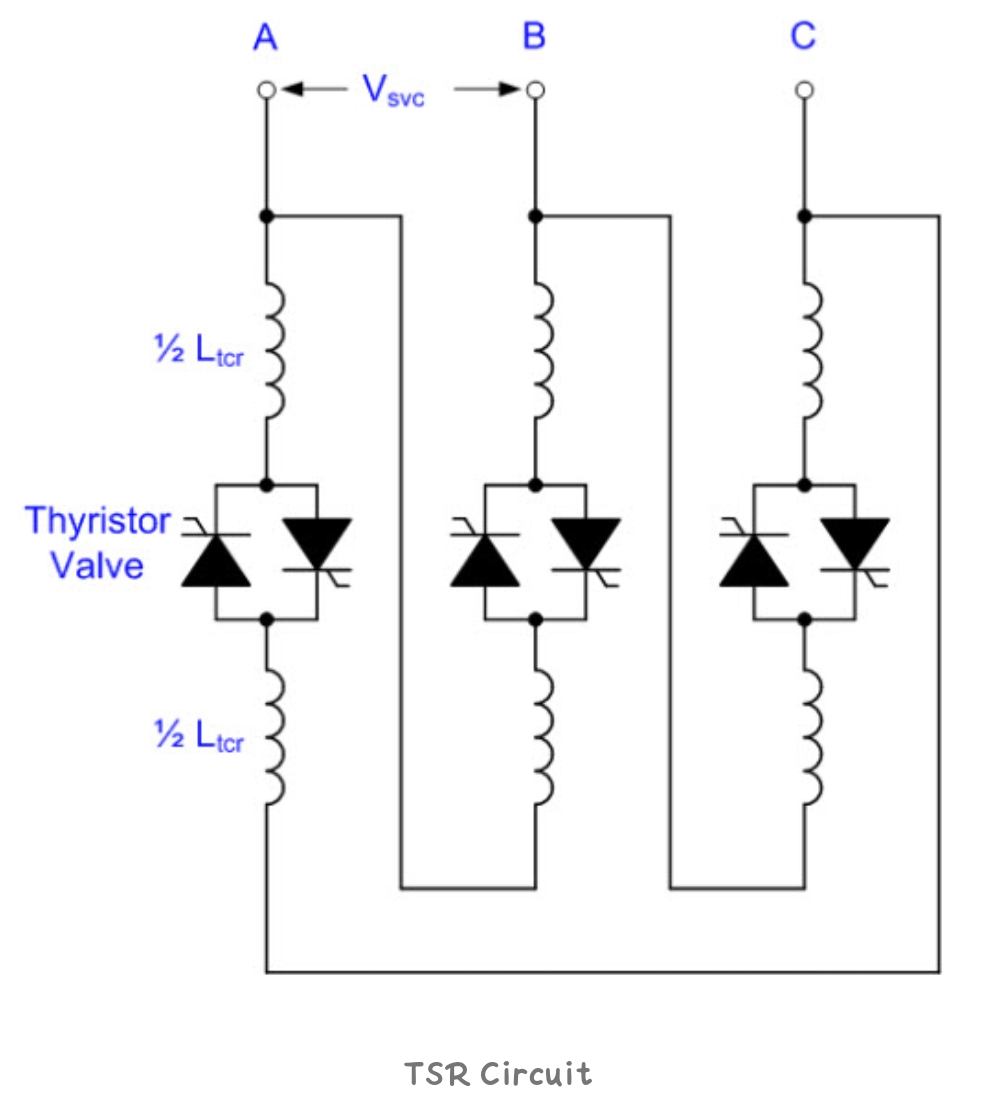 A
B
C
Vsvc
½ Ltcr
Thyristor
Valve
½ Ltcr
TSR Circuit